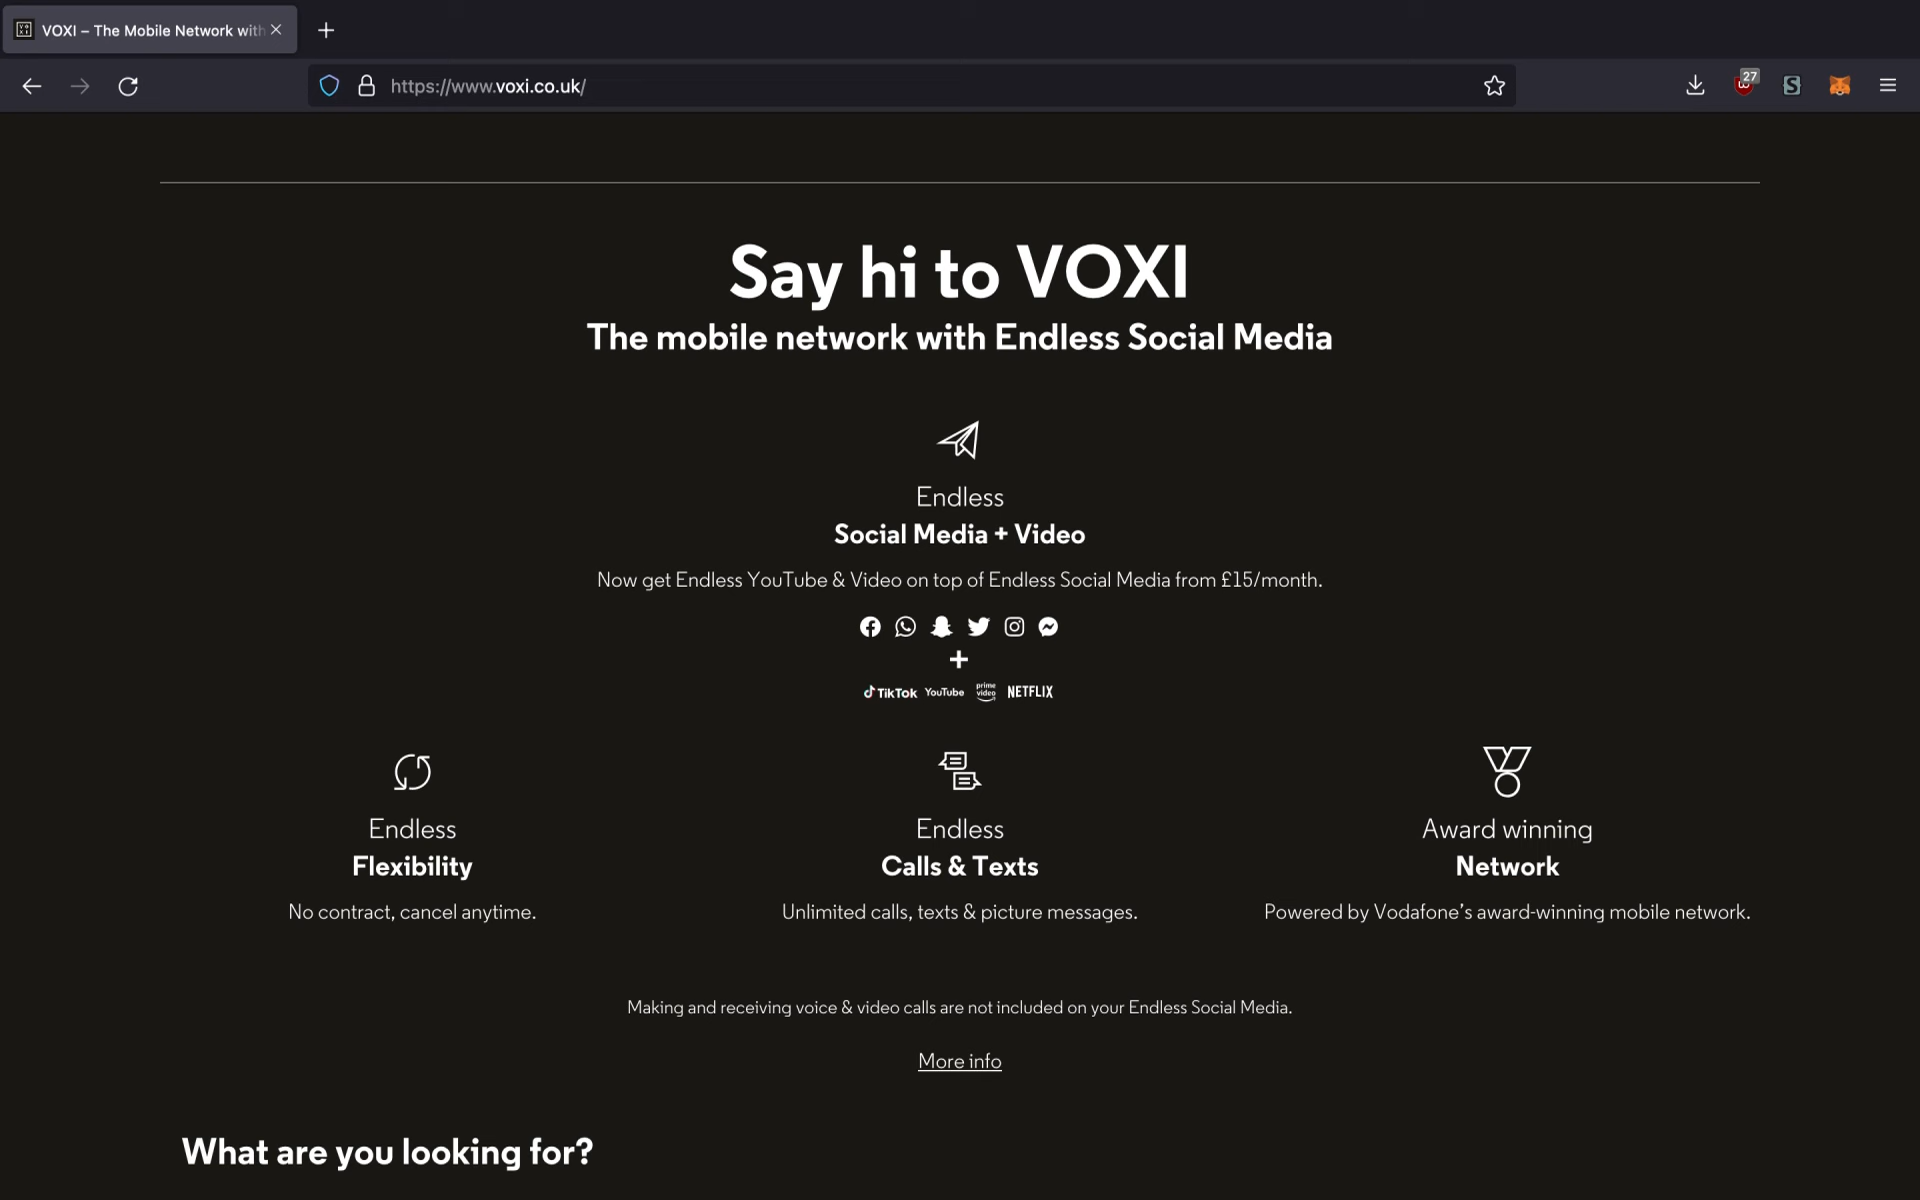 VOXI – The Mobile Network with
https://www.voxi.co.uk/
27
Say hi to VOXI
The mobile network with Endless Social Media
Endless
Social Media + Video
Now get Endless YouTube & Video on top of Endless Social Media from £15/month.
+
TikTok YouTube prime video NETFLIX
Endless
Flexibility
No contract, cancel anytime.
Endless
Calls & Texts
Unlimited calls, texts & picture messages.
Award winning
Network
Powered by Vodafone’s award-winning mobile network.
Making and receiving voice & video calls are not included on your Endless Social Media.
More info
What are you looking for?